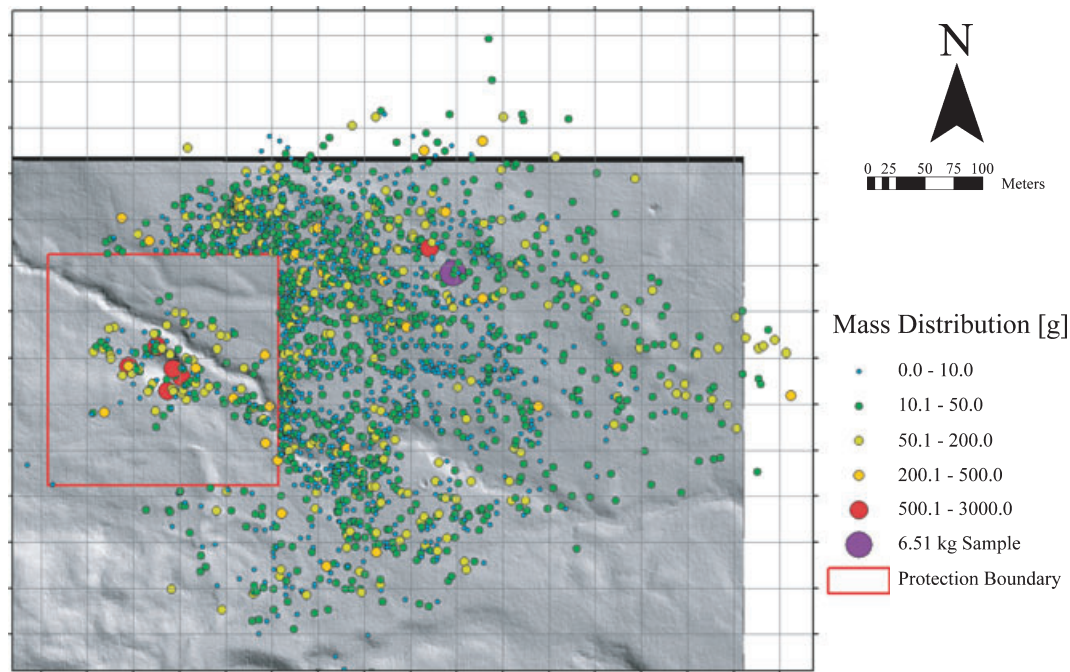 N
0 25 50 75 100
Meters
Mass Distribution [g]
0.0 - 10.0
10.1 - 50.0
50.1 - 200.0
200.1 - 500.0
500.1 - 3000.0
6.51 kg Sample
Protection Boundary